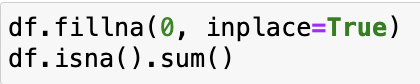 df.fillna(0, inplace=True)
df.isna().sum()